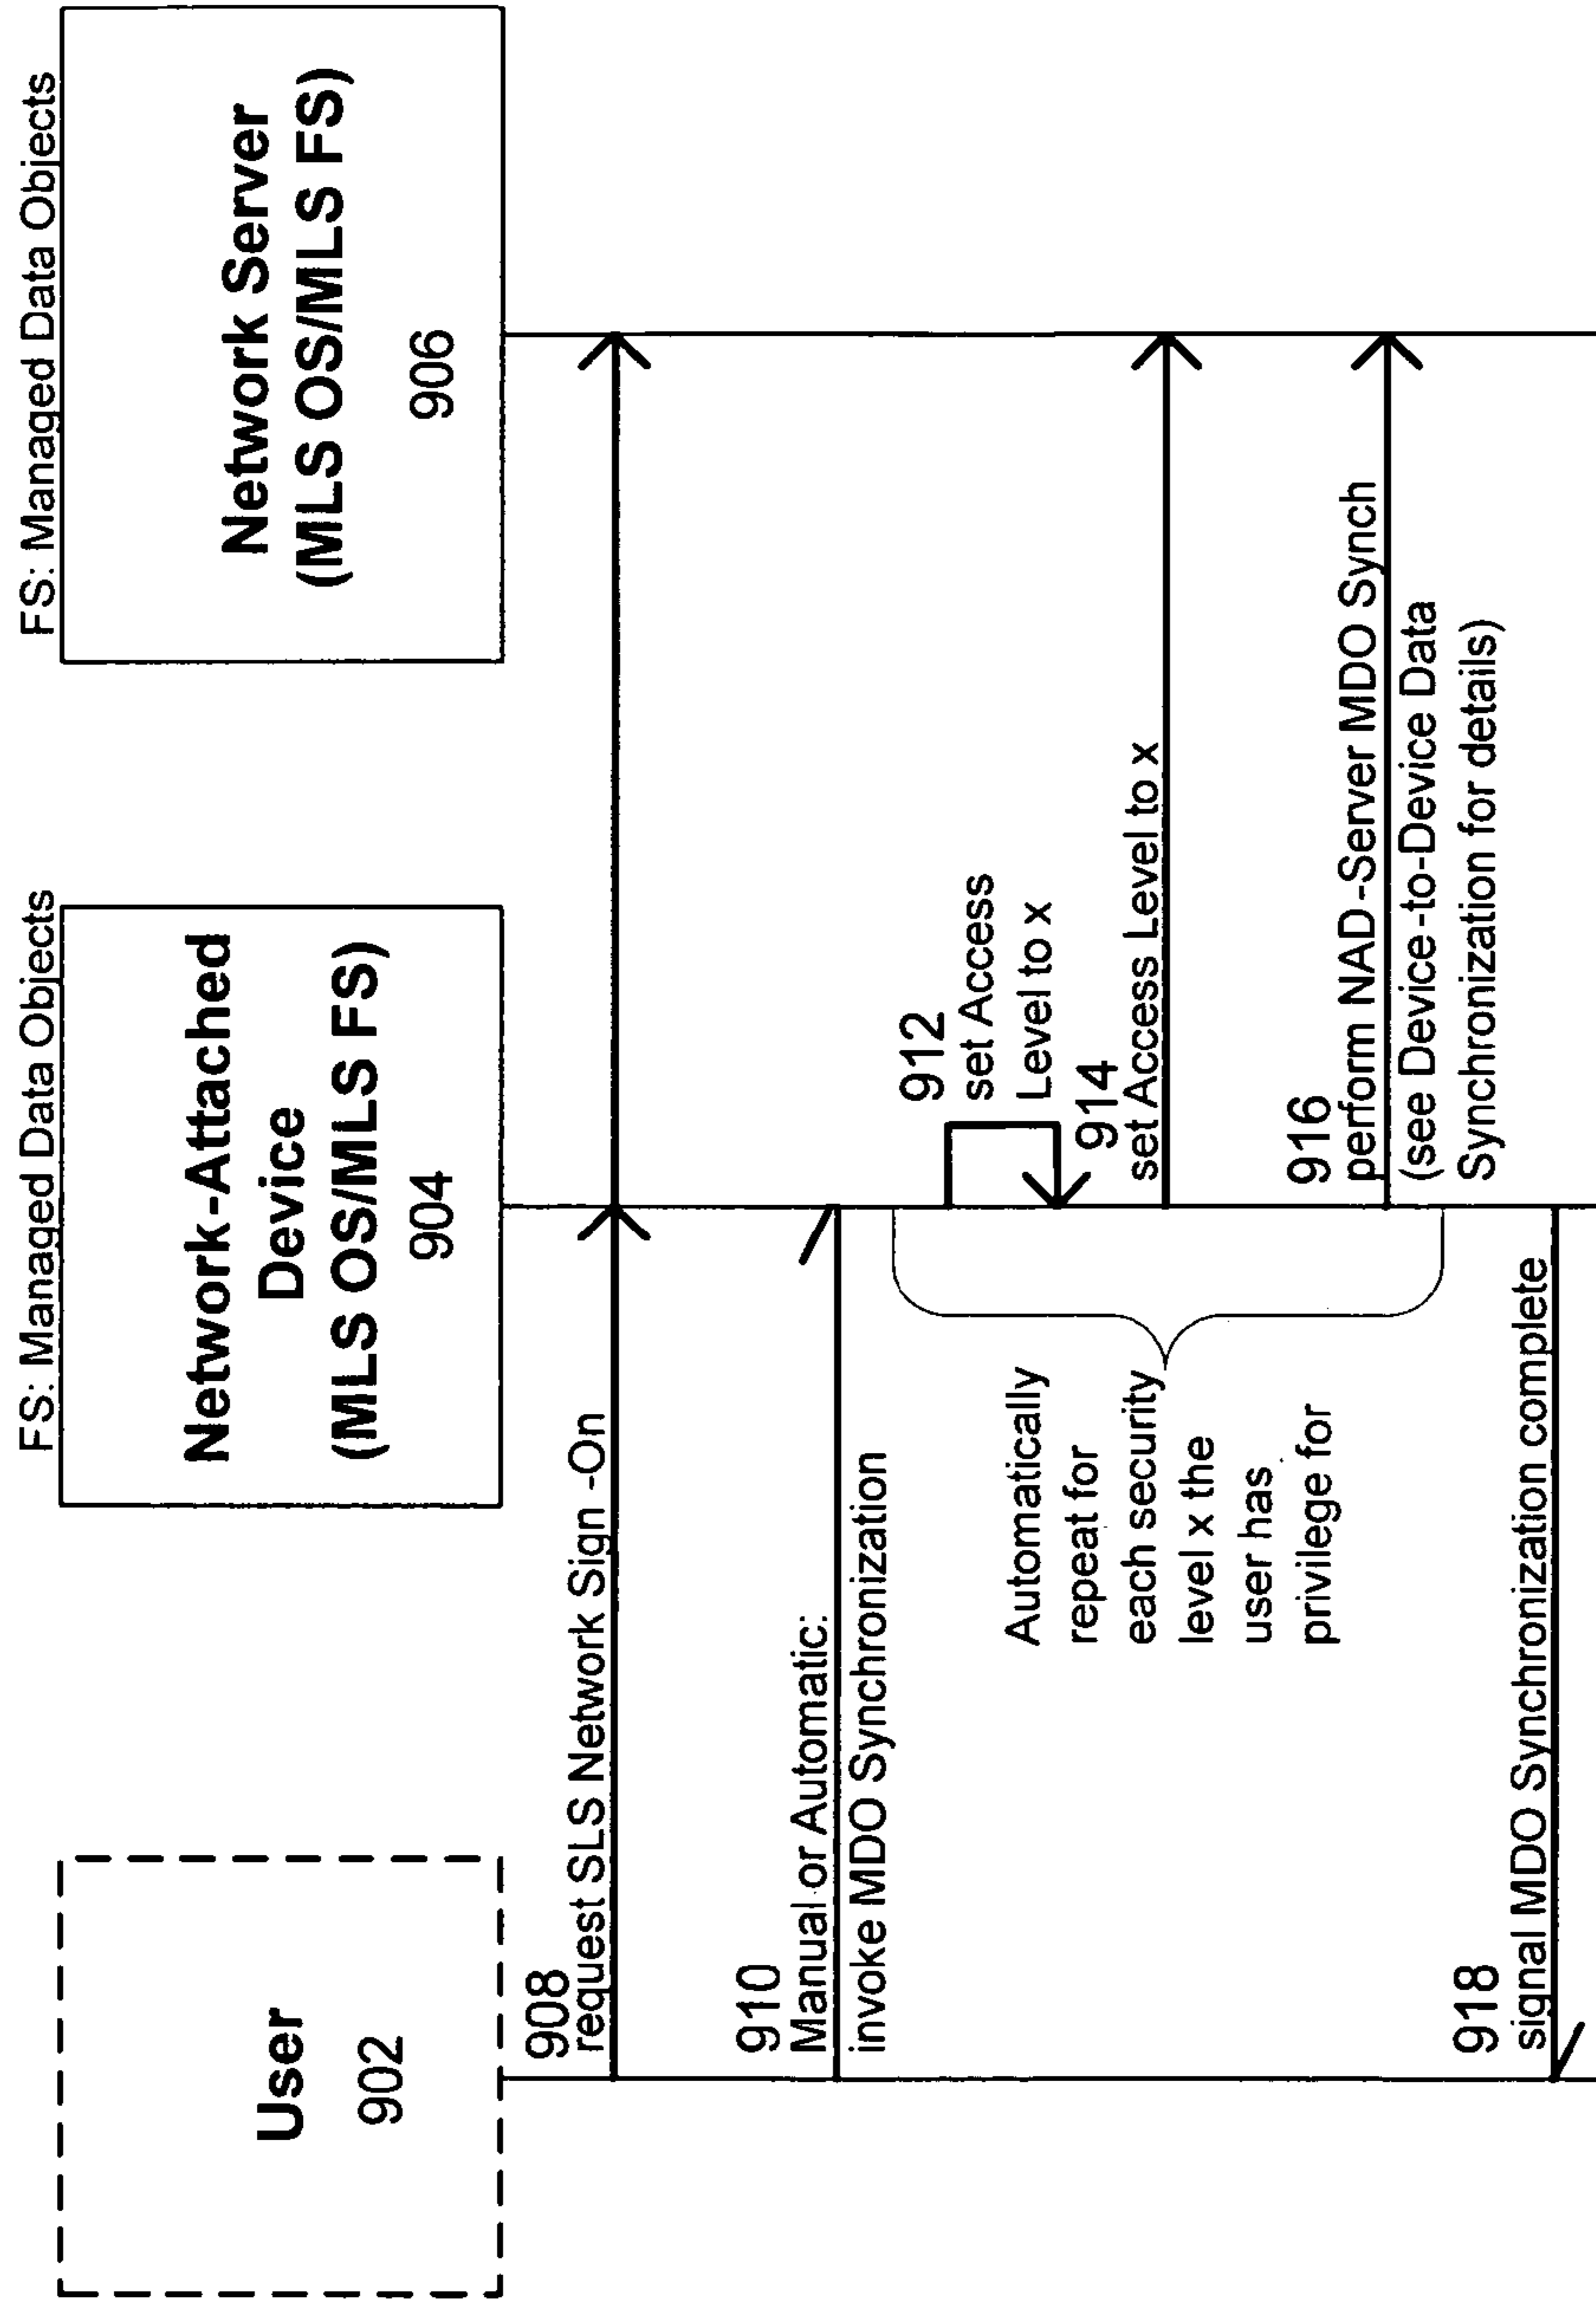 FS: Managed Data Objects
FS: Managed Data Objects
User
902
Network-Attached
Device
(MLS OS/MLS FS)
904
Network Server
(MLS OS/MLS FS)
906
908
request SLS Network Sign -On
910
Manual or Automatic:
invoke MDO Synchronization
912
set Access
Level to x
Automatically
repeat for
each security
level x the
user has
privilege for
914
set Access Level to x
916
perform NAD-Server MDO Synch
(see Device-to-Device Data
Synchronization for details)
918
signal MDO Synchronization complete